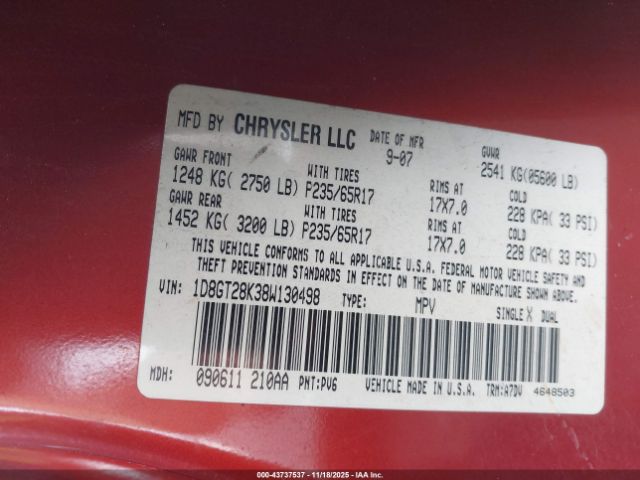 MFD BY CHRYSLER LLC DATE OF MFR 9-07 GVWR 2541 KG(05600 LB)
GAWR FRONT WITH TIRES RIMS AT COLD
1248 KG( 2750 LB) P235/65R17 17X7.0 228 KPA( 33 PSI)
GAWR REAR WITH TIRES RIMS AT COLD
1452 KG( 3200 LB) P235/65R17 17X7.0 228 KPA( 33 PSI)
THIS VEHICLE CONFORMS TO ALL APPLICABLE U.S.A. FEDERAL MOTOR VEHICLE SAFETY AND
THEFT PREVENTION STANDARDS IN EFFECT ON THE DATE OF MANUFACTURE SHOWN ABOVE.
VIN: 1D8GT28K38W130498 TYPE: MPV SINGLE X DUAL
MDH: 090611 210AA PNT:PV6 VEHICLE MADE IN U.S.A. TRM:A7DV 4648503
000-43737537 - 11/18/2025 - IAA Inc.